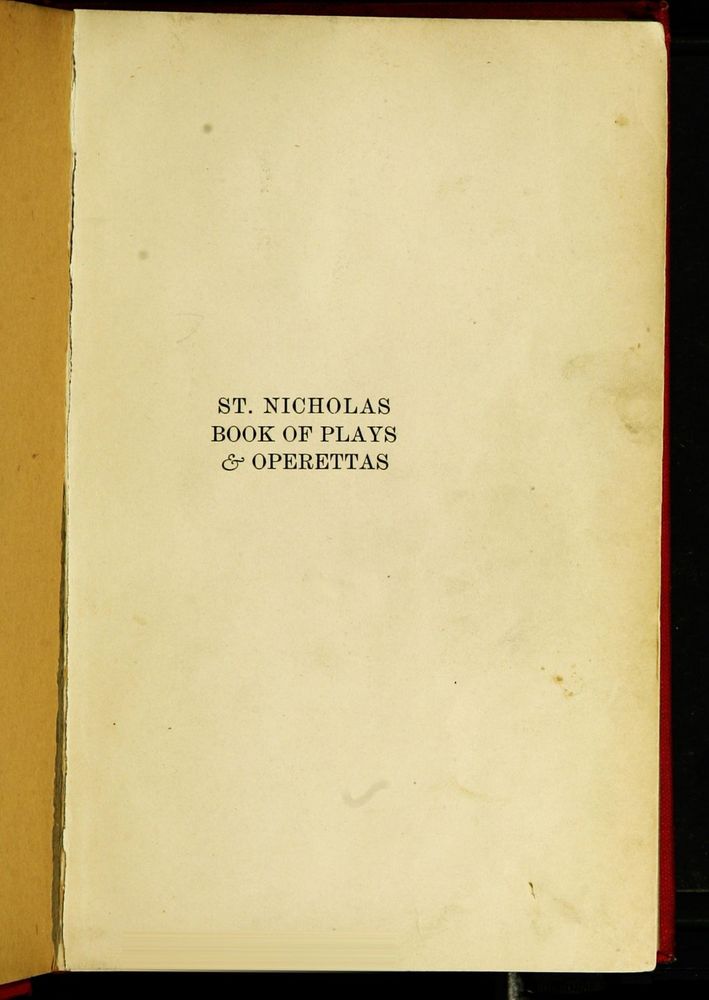 ST. NICHOLAS
BOOK OF PLAYS
& OPERETTAS